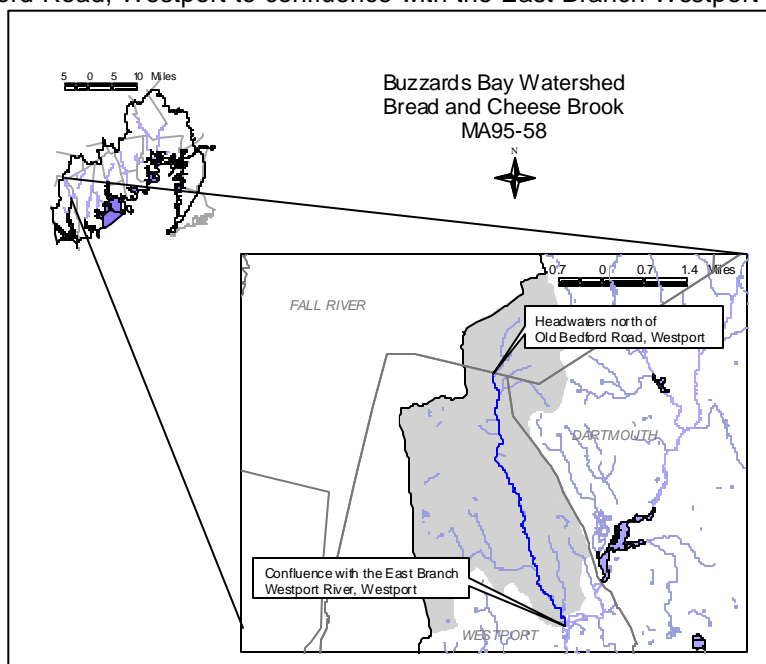 ord Road, Westport to confluence with the East Branch Westport
5 0 5 10 Miles
Buzzards Bay Watershed
Bread and Cheese Brook
MA95-58
N
0.7 0 0.7 1.4 Miles
FALL RIVER
Headwaters north of
Old Bedford Road, Westport
DARTMOUTH
Confluence with the East Branch
Westport River, Westport
WESTPORT